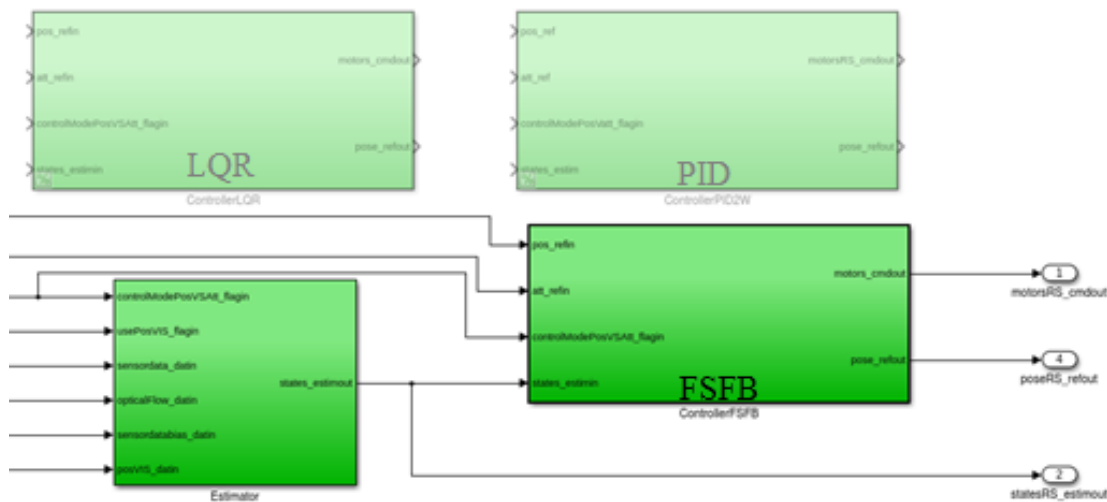 pos_refin
att_refin
controlModePosVSAtt_flagin
states_estimin
motors_cmdout
pose_refout
LQR
ControllerLQR
pos_ref
att_ref
controlModePosVatt_flagin
states_estim
motorsRS_cmdout
pose_refout
PID
ControllerPID2W
pos_refin
att_refin
controlModePosVSAtt_flagin
states_estimin
motors_cmdout
pose_refout
FSFB
ControllerFSFB
1
motorsRS_cmdout
4
poseRS_refout
controlModePosVSAtt_flagin
usePosVIS_flagin
sensordata_datin
opticalFlow_datin
sensordatabias_datin
posVIS_datin
states_estimout
Estimator
2
statesRS_estimout